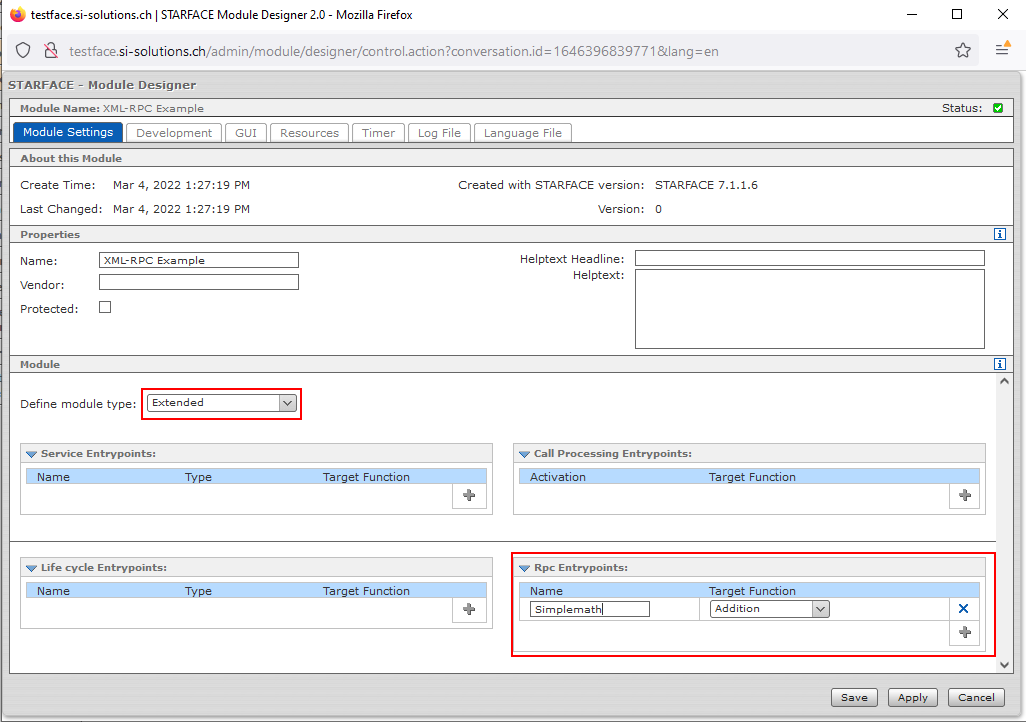 testface.si-solutions.ch | STARFACE Module Designer 2.0 - Mozilla Firefox
testface.si-solutions.ch/admin/module/designer/control.action?conversation.id=1646396839771&lang=en
STARFACE - Module Designer
Module Name: XML-RPC Example Status:
Module Settings Development GUI Resources Timer Log File Language File
About this Module
Create Time: Mar 4, 2022 1:27:19 PM Created with STARFACE version: STARFACE 7.1.1.6
Last Changed: Mar 4, 2022 1:27:19 PM Version: 0
Properties
Name: XML-RPC Example Helptext Headline:
Vendor: Helptext:
Protected:
Module
Define module type: Extended
Service Entrypoints: Call Processing Entrypoints:
Name Type Target Function Activation Target Function
Life cycle Entrypoints: Rpc Entrypoints:
Name Type Target Function Name Target Function
Simplemath Addition
Save Apply Cancel